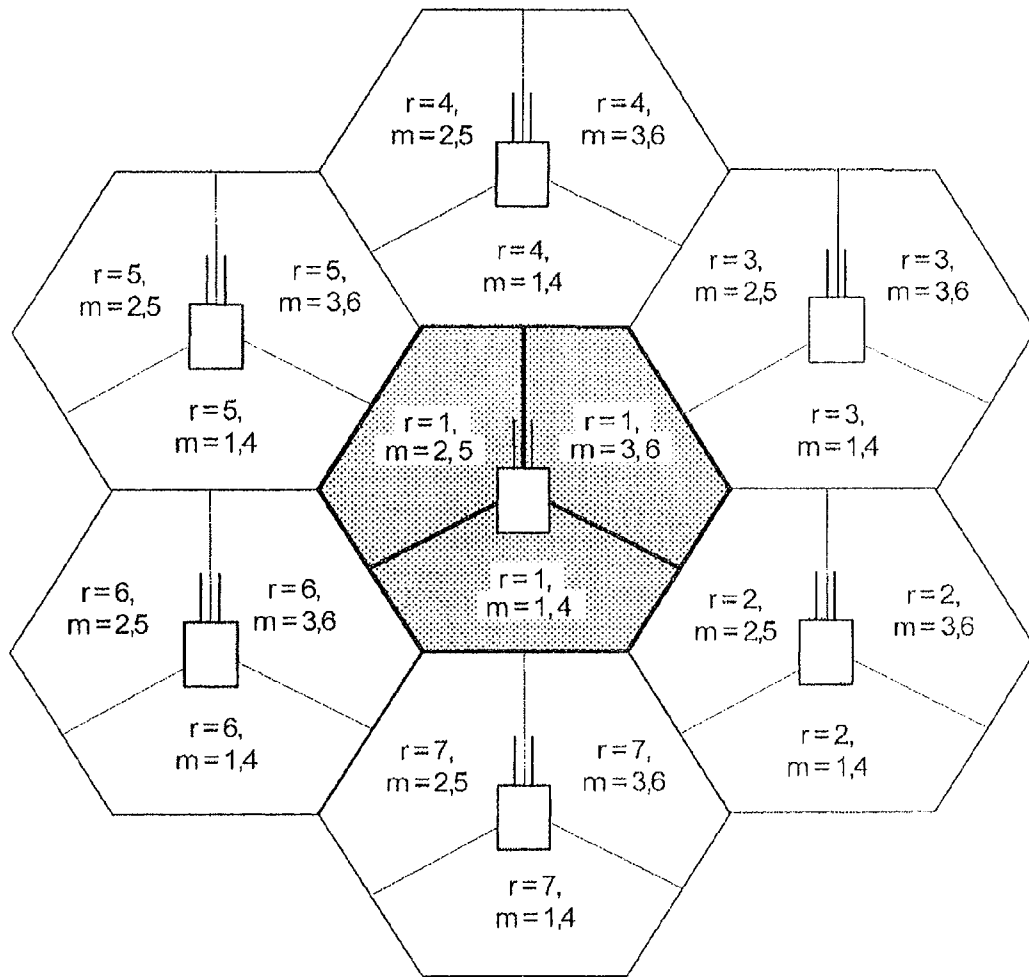 r=4,
m=2,5
r=4,
m=3,6
r=4,
m=1,4
r=5,
m=2,5
r=5,
m=3,6
r=5,
m=1,4
r=3,
m=2,5
r=3,
m=3,6
r=3,
m=1,4
r=1,
m=2,5
r=1,
m=3,6
r=1,
m=1,4
r=6,
m=2,5
r=6,
m=3,6
r=6,
m=1,4
r=2,
m=2,5
r=2,
m=3,6
r=2,
m=1,4
r=7,
m=2,5
r=7,
m=3,6
r=7,
m=1,4